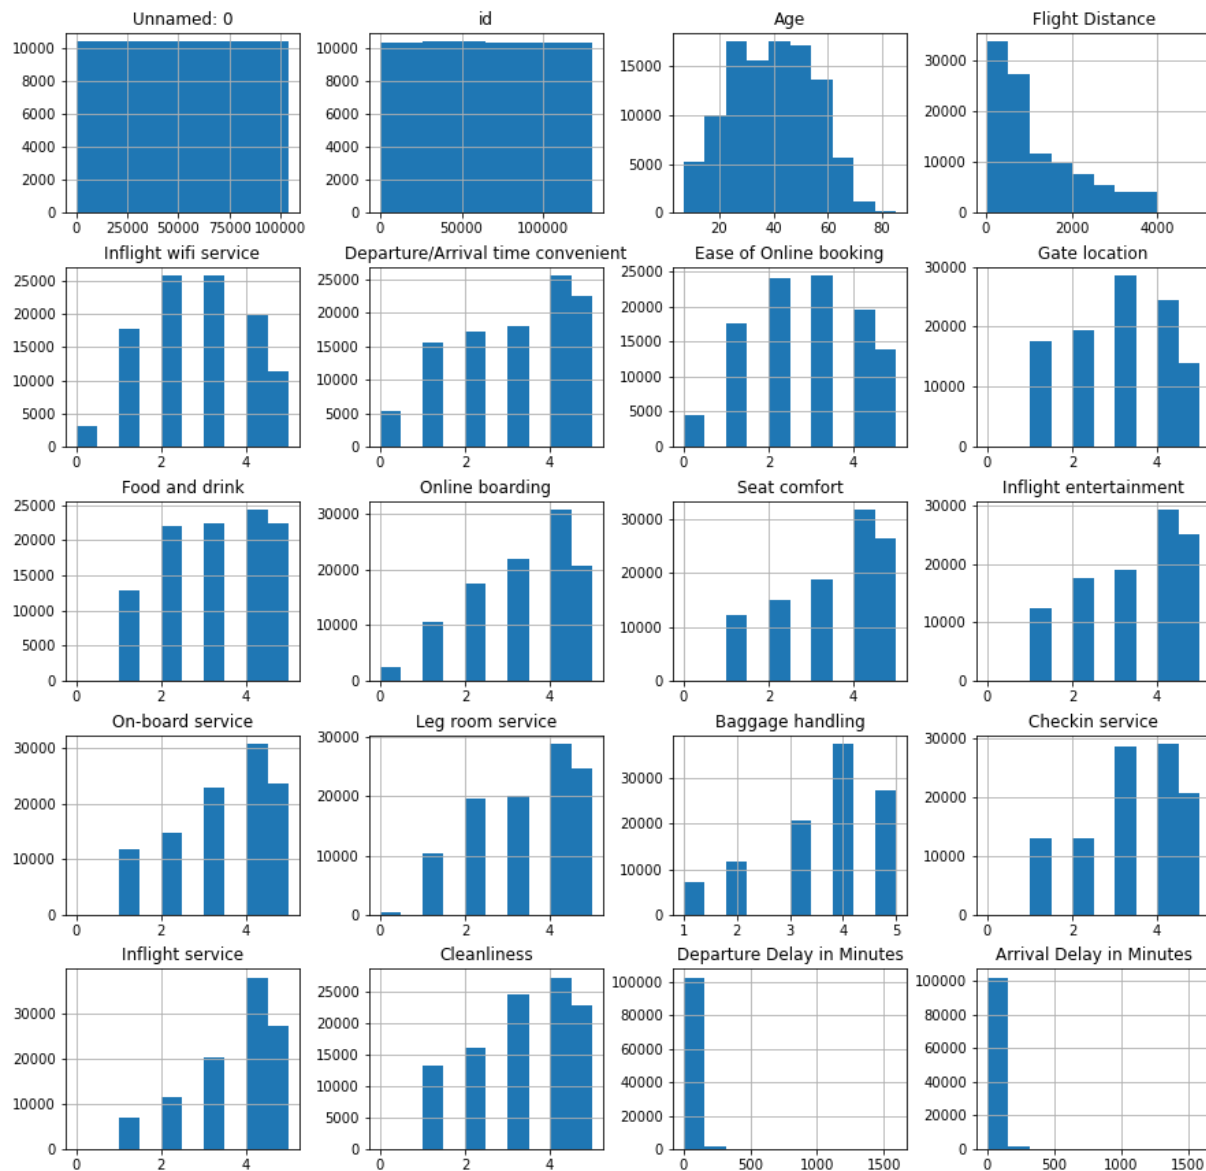 Unnamed: 0 id Age Flight Distance
10000 8000 6000 4000 2000 0
0 25000 50000 75000 100000
10000 8000 6000 4000 2000 0
0 50000 100000
15000 10000 5000 0
20 40 60 80
30000 20000 10000 0
0 2000 4000
Inflight wifi service Departure/Arrival time convenient Ease of Online booking Gate location
25000 20000 15000 10000 5000 0
0 2 4
25000 20000 15000 10000 5000 0
0 2 4
25000 20000 15000 10000 5000 0
0 2 4
30000 20000 10000 0
0 2 4
Food and drink Online boarding Seat comfort Inflight entertainment
25000 20000 15000 10000 5000 0
0 2 4
30000 20000 10000 0
0 2 4
30000 20000 10000 0
0 2 4
30000 20000 10000 0
0 2 4
On-board service Leg room service Baggage handling Checkin service
30000 20000 10000 0
0 2 4
30000 20000 10000 0
0 2 4
30000 20000 10000 0
1 2 3 4 5
30000 20000 10000 0
0 2 4
Inflight service Cleanliness Departure Delay in Minutes Arrival Delay in Minutes
30000 20000 10000 0
0 2 4
25000 20000 15000 10000 5000 0
0 2 4
100000 80000 60000 40000 20000 0
0 500 1000 1500
100000 80000 60000 40000 20000 0
0 500 1000 1500